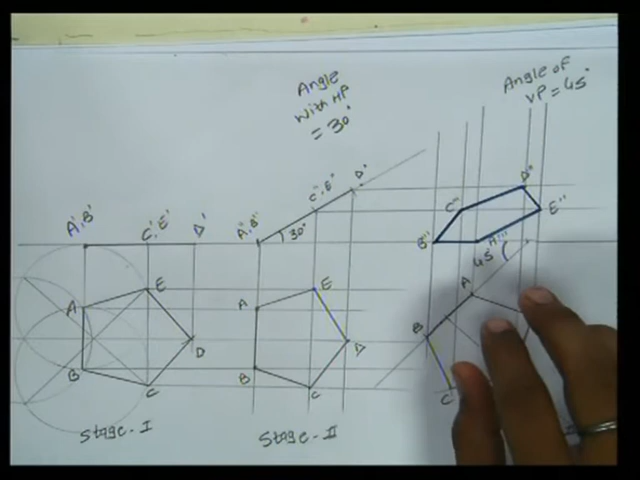 Angle
With HP
= 30°
Angle of
VP = 45°
A', B'
C', E'
D'
A'', B''
C'', E''
D''
30°
C''
D''
E''
B''
A''
45°
A
E
D
B
C
A
E
D
B
C
A
B
C
Stage-I
Stage-II